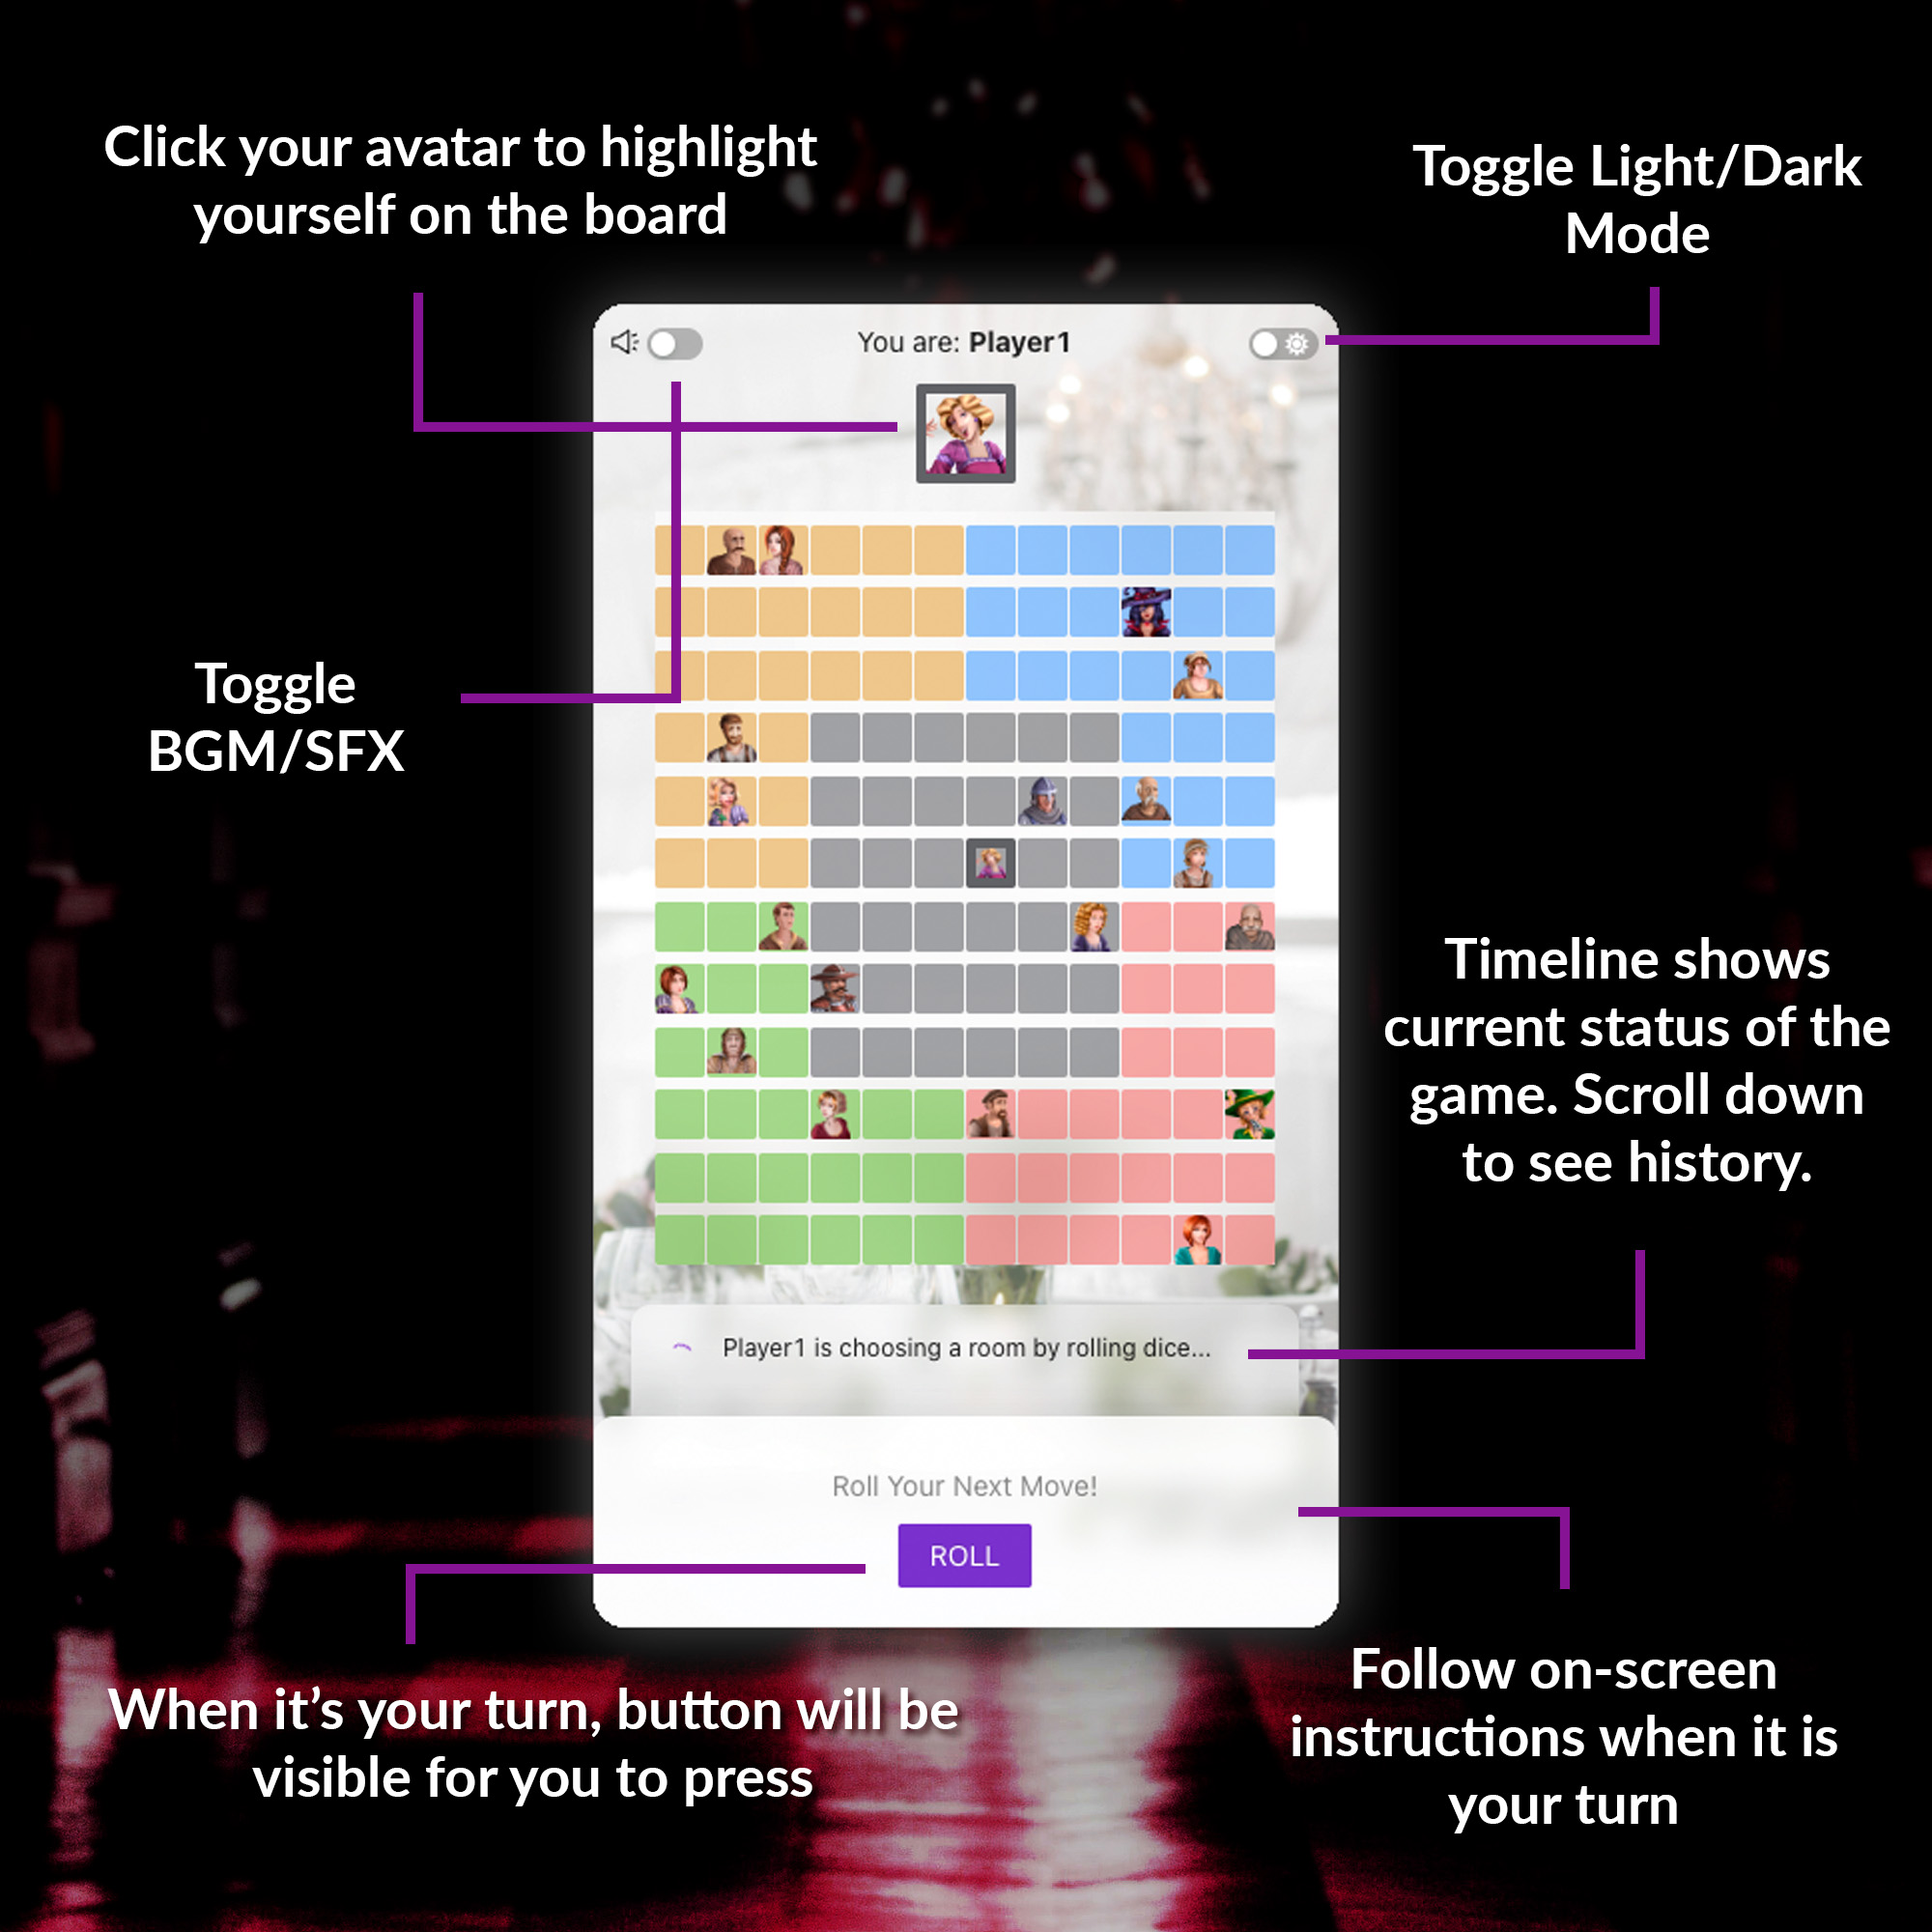 Click your avatar to highlight
yourself on the board
Toggle Light/Dark
Mode
You are: Player1
Toggle
BGM/SFX
Timeline shows
current status of the
game. Scroll down
to see history.
Player1 is choosing a room by rolling dice...
Roll Your Next Move!
ROLL
When it’s your turn, button will be
visible for you to press
Follow on-screen
instructions when it is
your turn